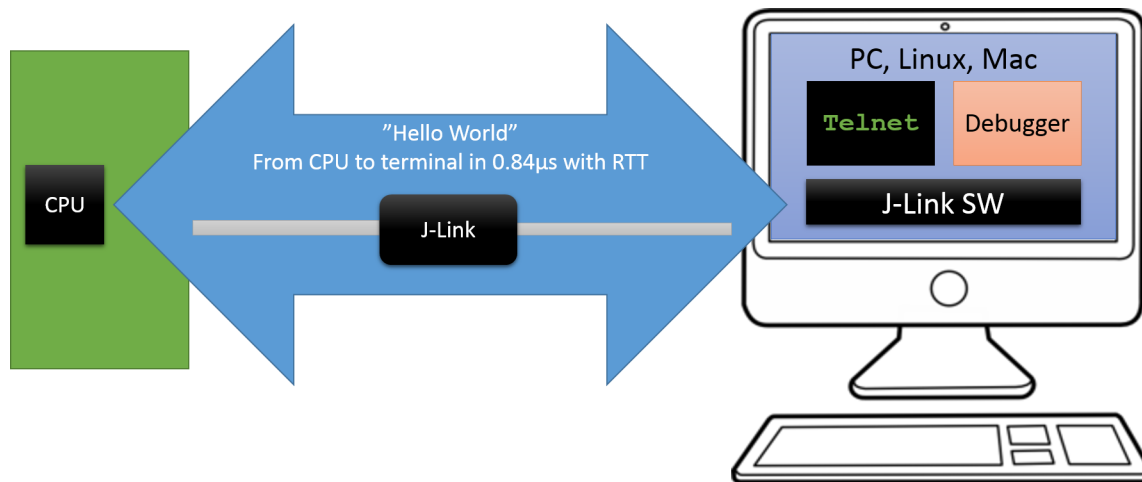 PC, Linux, Mac
Telnet
Debugger
J-Link SW
”Hello World”
From CPU to terminal in 0.84µs with RTT
CPU
J-Link